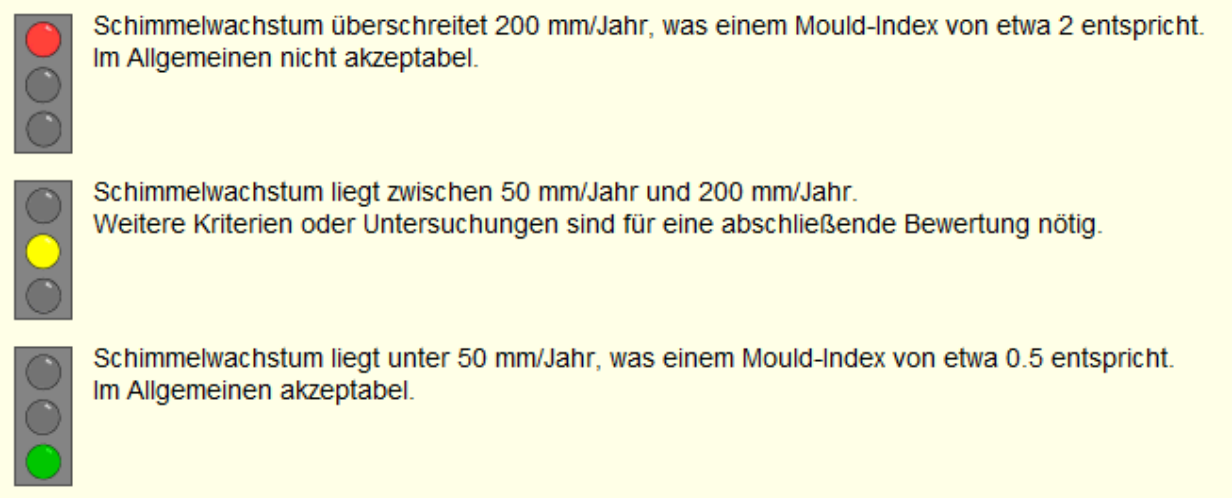 Schimmelwachstum überschreitet 200 mm/Jahr, was einem Mould-Index von etwa 2 entspricht.
Im Allgemeinen nicht akzeptabel.
Schimmelwachstum liegt zwischen 50 mm/Jahr und 200 mm/Jahr.
Weitere Kriterien oder Untersuchungen sind für eine abschließende Bewertung nötig.
Schimmelwachstum liegt unter 50 mm/Jahr, was einem Mould-Index von etwa 0.5 entspricht.
Im Allgemeinen akzeptabel.